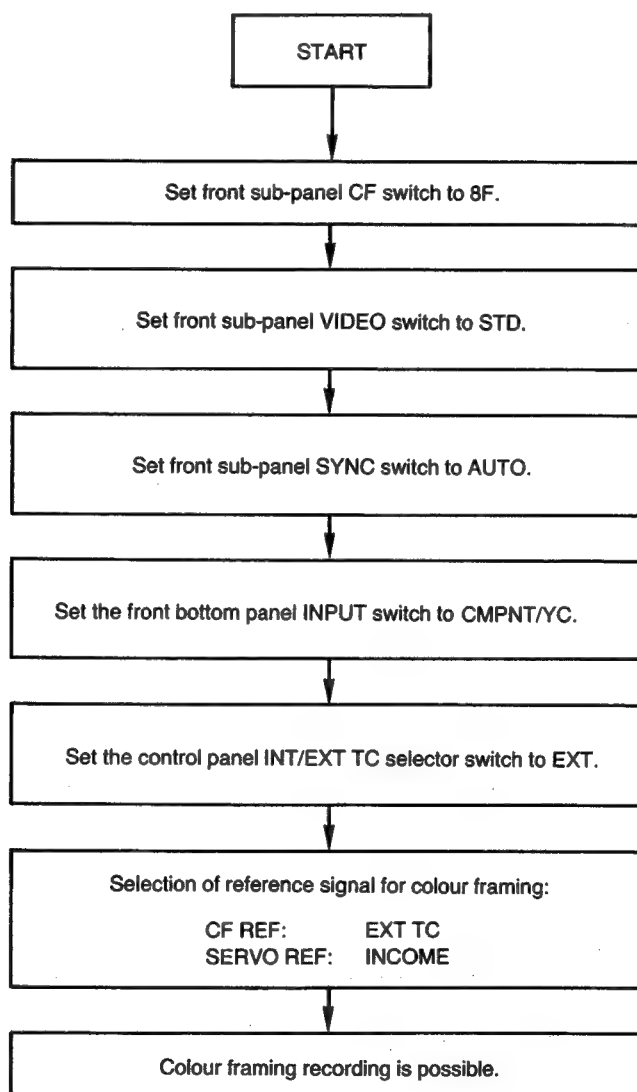 START
Set front sub-panel CF switch to 8F.
Set front sub-panel VIDEO switch to STD.
Set front sub-panel SYNC switch to AUTO.
Set the front bottom panel INPUT switch to CMPNT/YC.
Set the control panel INT/EXT TC selector switch to EXT.
Selection of reference signal for colour framing:
CF REF: EXT TC
SERVO REF: INCOME
Colour framing recording is possible.